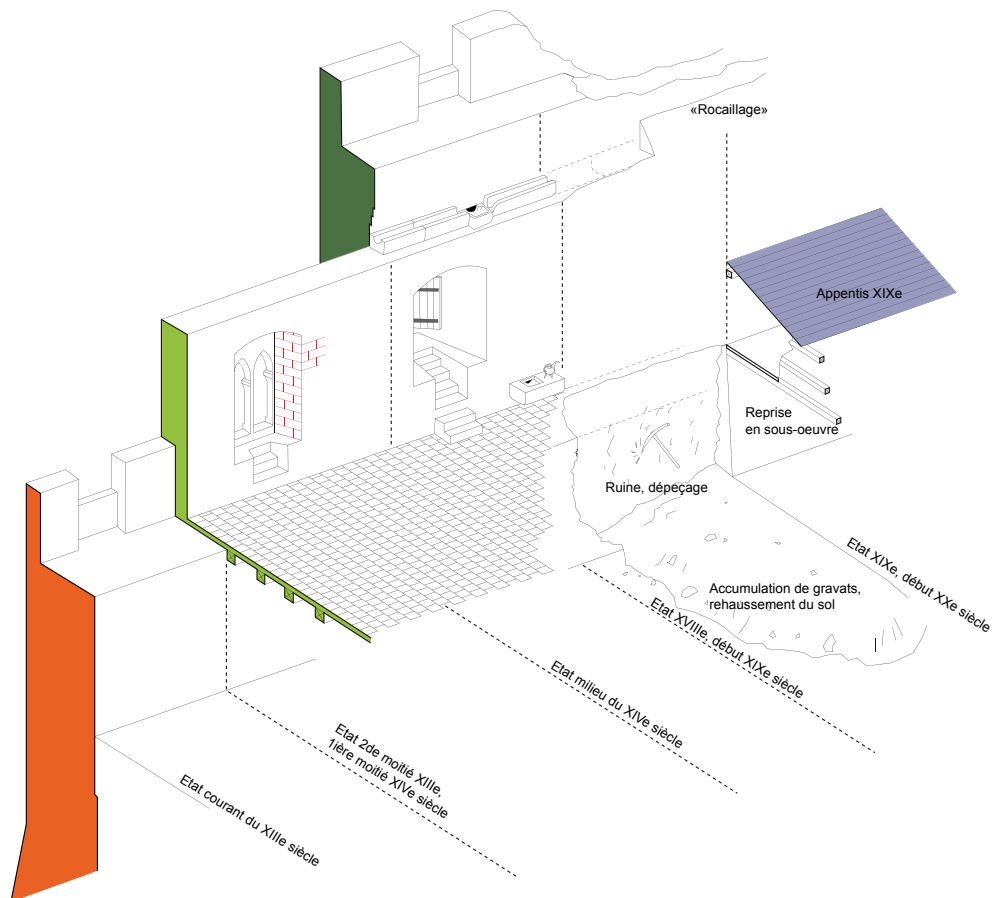 «Rocaillage»
Appentis XIXe
Reprise
en sous-oeuvre
Ruine, dépeçage
Accumulation de gravats,
rehaussement du sol
Etat XIXe, début XXe siècle
Etat XVIIIe, début XIXe siècle
Etat milieu du XIVe siècle
Etat 2de moitié XIIIe,
1ière moitié XIVe siècle
Etat courant du XIIIe siècle